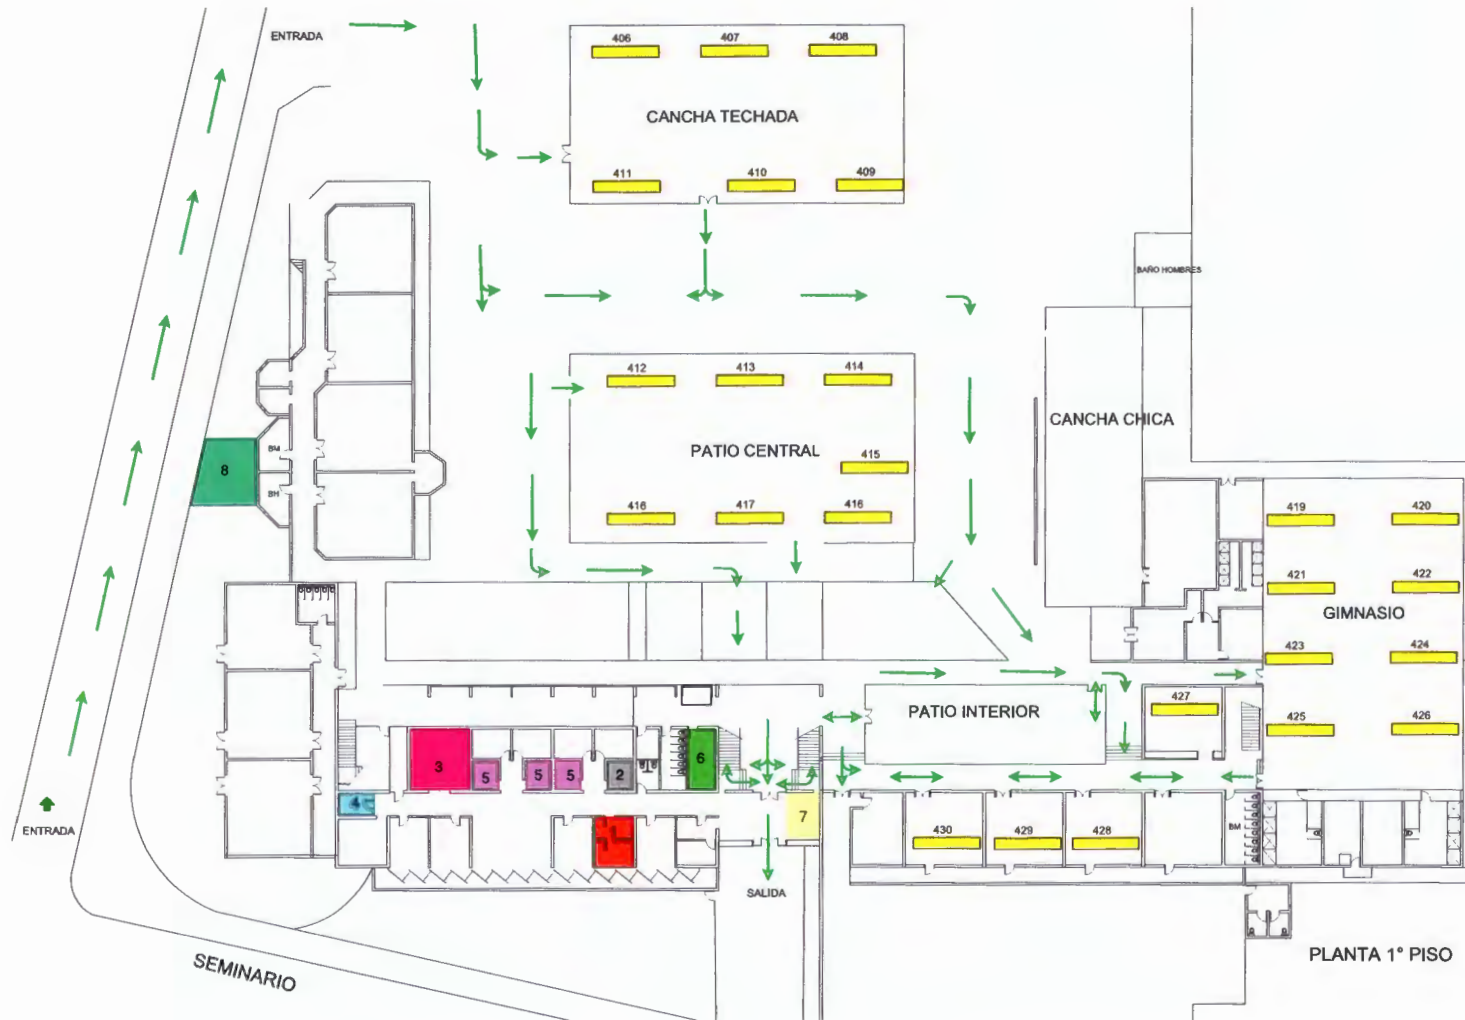 ENTRADA
406 407 408
CANCHA TECHADA
411 410 409
BAÑO HOMBRES
412 413 414
CANCHA CHICA
PATIO CENTRAL
415
BM
8
BH
416 417 416
419 420
421 422
GIMNASIO
423 424
427
PATIO INTERIOR
425 426
3 5 5 5 2 6
4
7
ENTRADA
BM
430 429 428
SALIDA
SEMINARIO
PLANTA 1° PISO